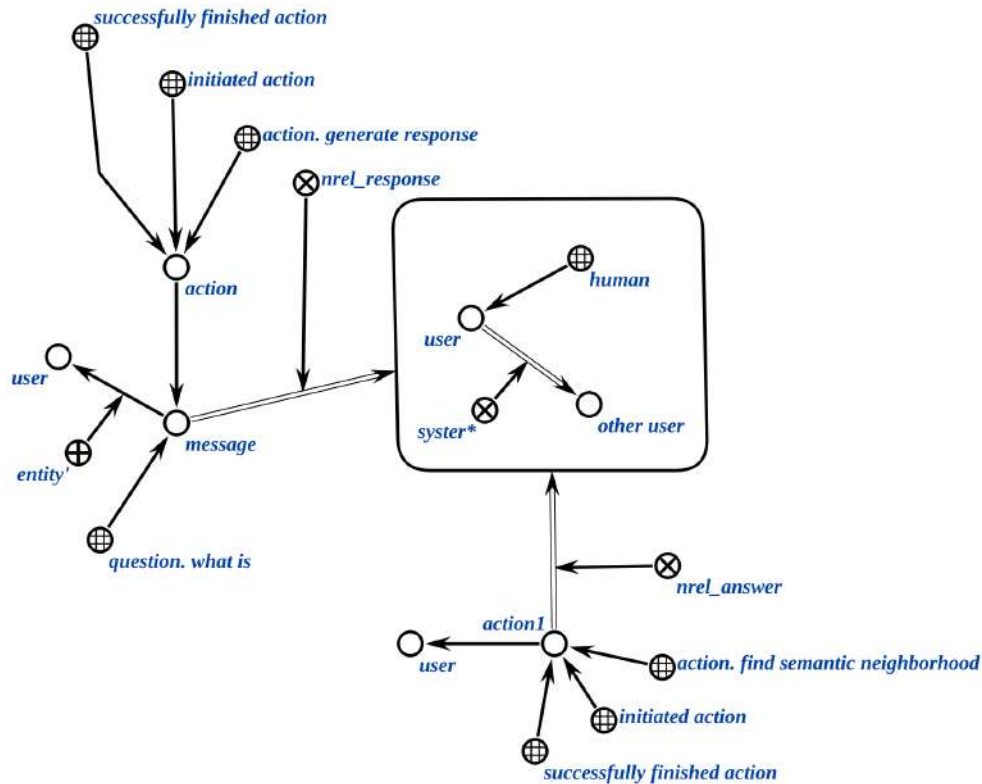 successfully finished action
initiated action
action. generate response
nrel_response
human
action
user
user
syster*
other user
message
entity'
question. what is
nrel_answer
action1
user
action. find semantic neighborhood
initiated action
successfully finished action